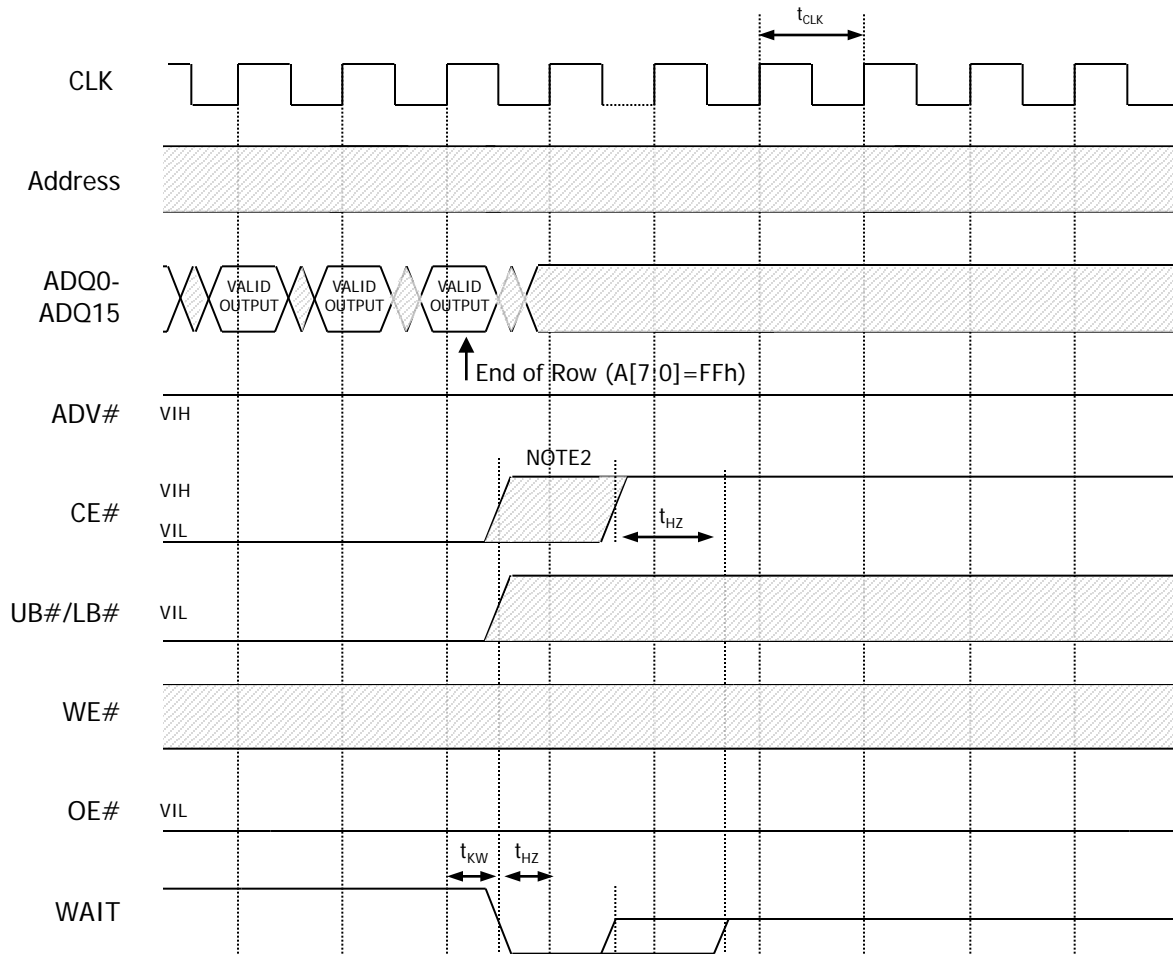 tCLK
CLK
Address
ADQ0-
ADQ15
VALID
OUTPUT
VALID
OUTPUT
VALID
OUTPUT
End of Row (A[7:0]=FFh)
ADV#
VIH
NOTE2
CE#
VIH
VIL
tHZ
UB#/LB#
VIL
WE#
OE#
VIL
tKW
tHZ
WAIT